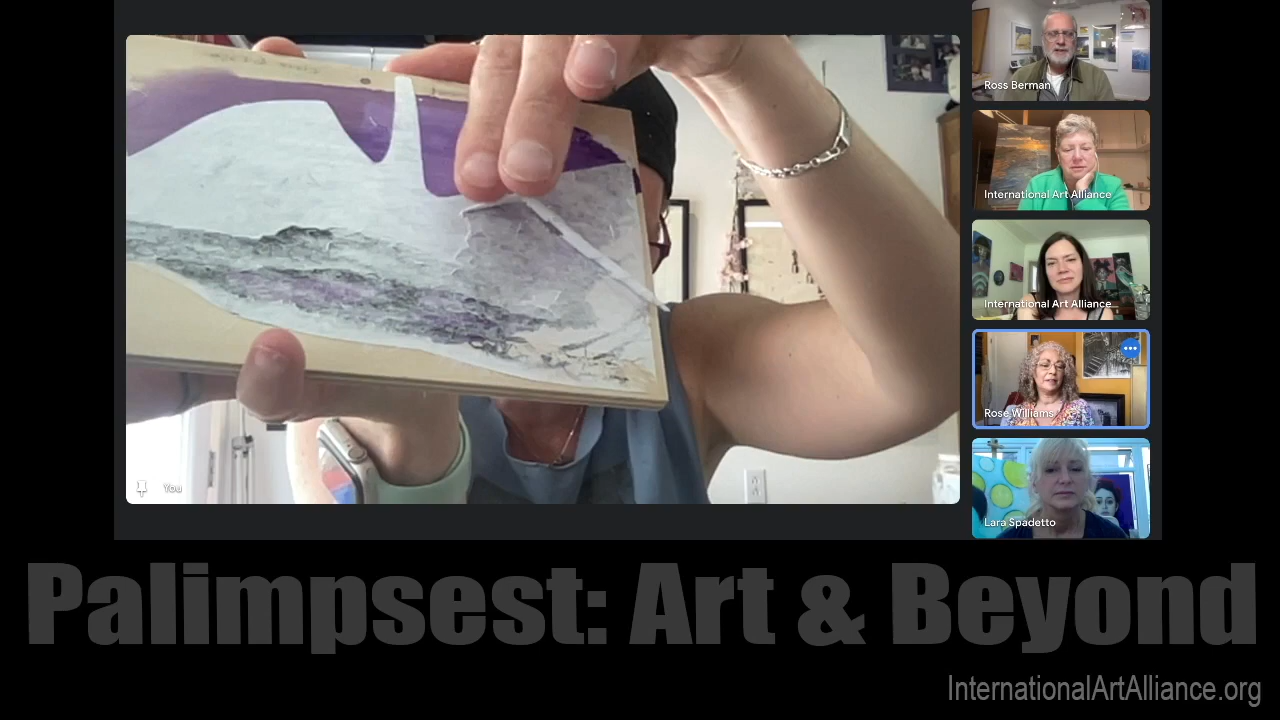 Ross Berman
International Art Alliance
International Art Alliance...
Rose Williams
You
Lara Spadetto
Palimpsest: Art & Beyond
InternationalArtAlliance.org